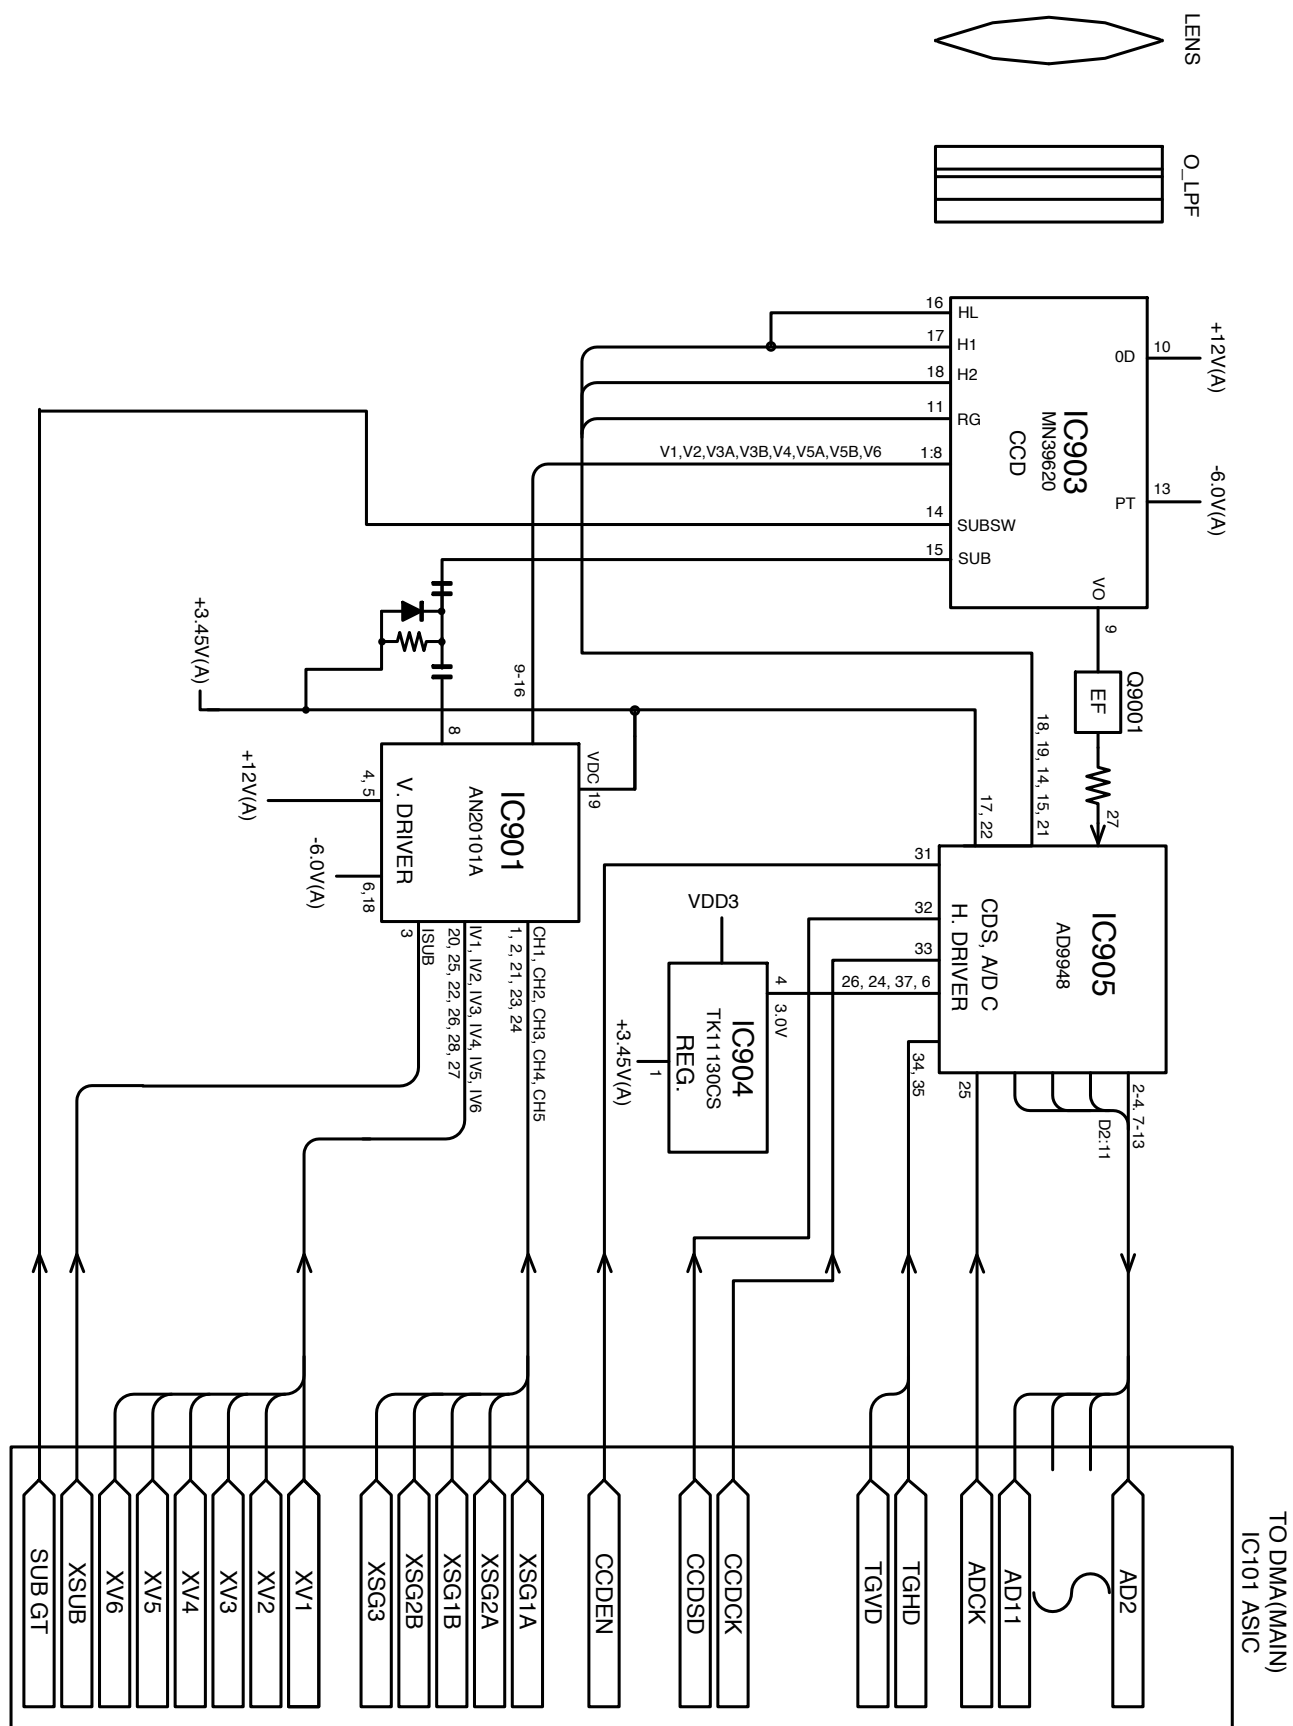 LENS
O_LPF
16
HL
17
H1
18
H2
11
RG
V1,V2,V3A,V3B,V4,V5A,V5B,V6
1:8
14
SUBSW
15
SUB
IC903
MN39620
CCD
0D
10
+12V(A)
PT
13
-6.0V(A)
VO
9
Q9001
EF
27
18, 19, 14, 15, 21
17, 22
+3.45V(A)
9-16
8
VDC
19
IC901
AN20101A
V. DRIVER
4, 5
+12V(A)
6,18
-6.0V(A)
ISUB
3
IV1, IV2, IV3, IV4, IV5, IV6
20, 25, 22, 26, 28, 27
CH1, CH2, CH3, CH4, CH5
1, 2, 21, 23, 24
31
32
33
26, 24, 37, 6
IC905
AD9948
CDS, A/D C
H. DRIVER
34, 35
25
2-4. 7-13
D2:11
VDD3
4
3.0V
IC904
TK11130CS
REG.
1
+3.45V(A)
TO DMA(MAIN)
IC101 ASIC
AD2
AD11
ADCK
TGHD
TGVD
CCDCK
CCDSD
CCDEN
XSG1A
XSG2A
XSG1B
XSG2B
XSG3
XV1
XV2
XV3
XV4
XV5
XV6
XSUB
SUB GT